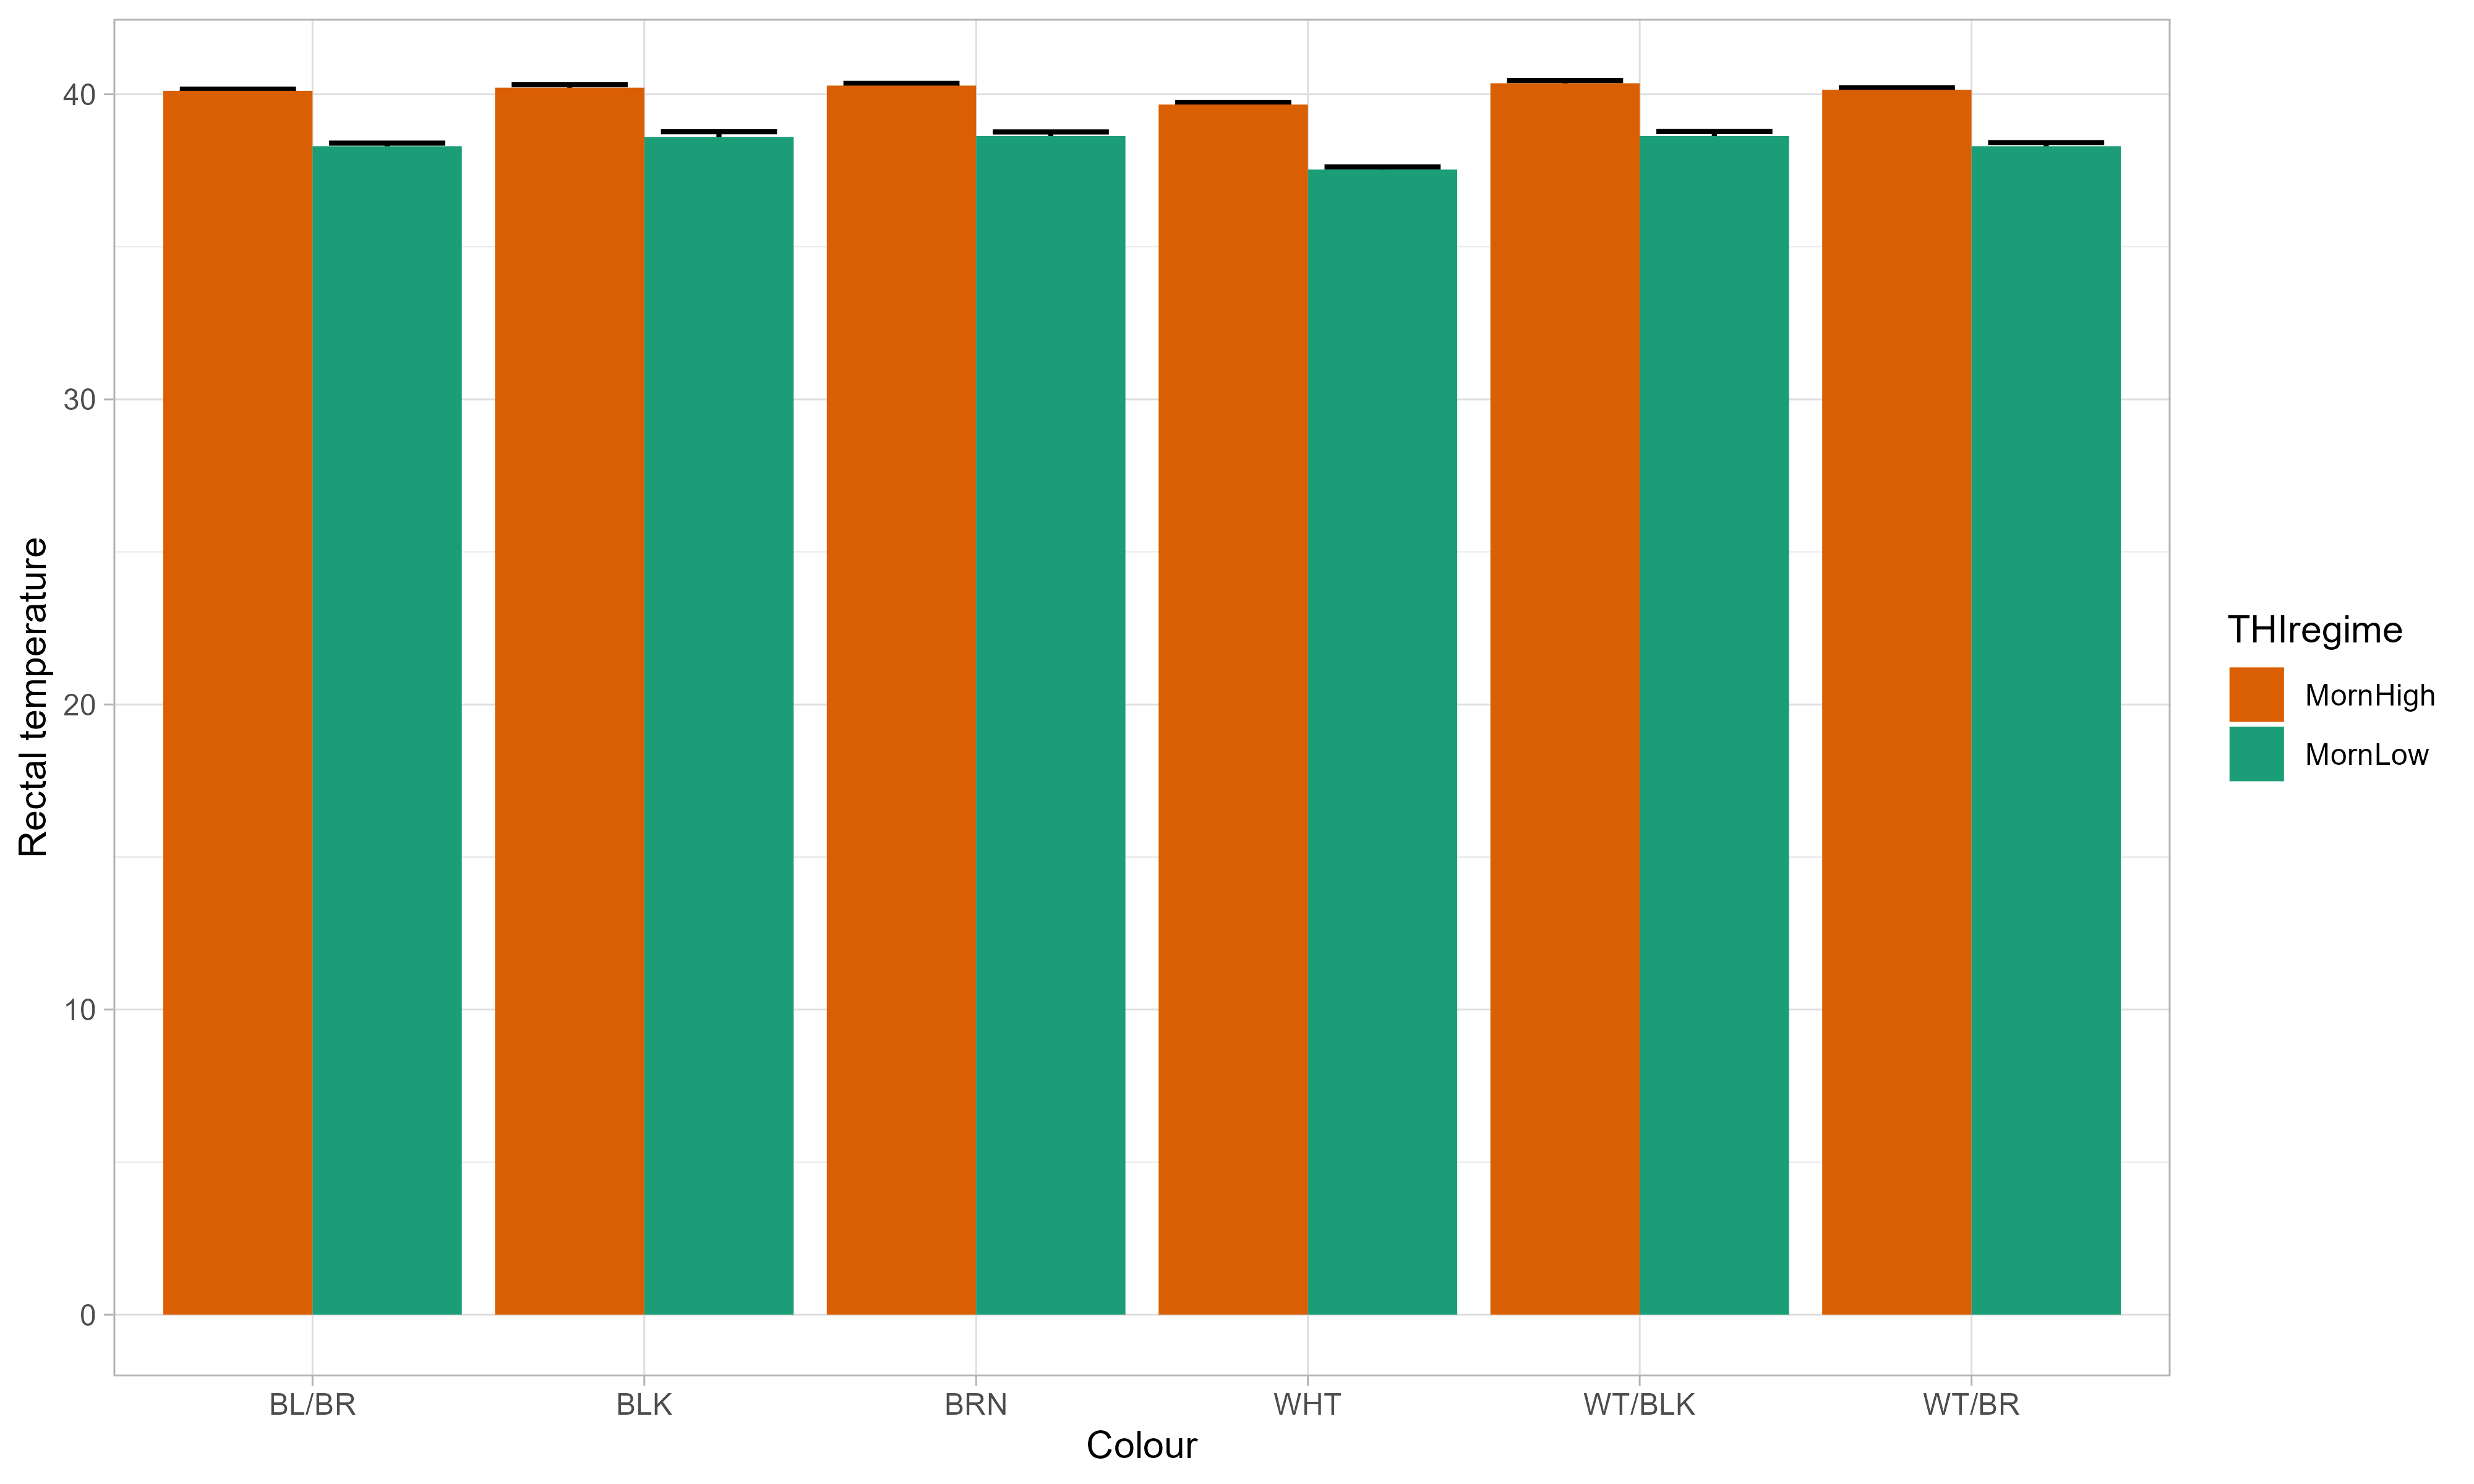 Rectal temperature
40
30
20
10
0
BL/BR
BLK
BRN
WHT
WT/BLK
WT/BR
Colour
THIregime
MornHigh
MornLow